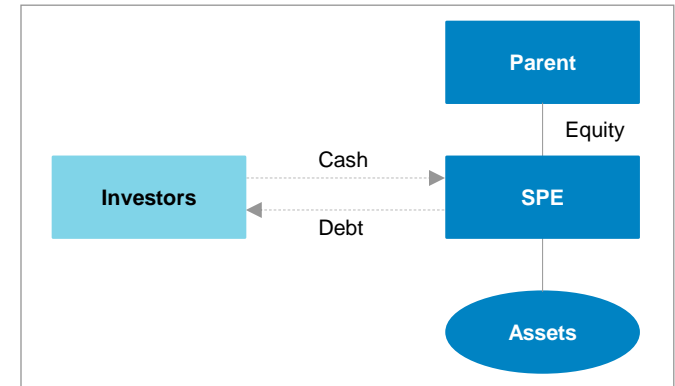 Parent
Equity
Cash
Investors
SPE
Debt
Assets